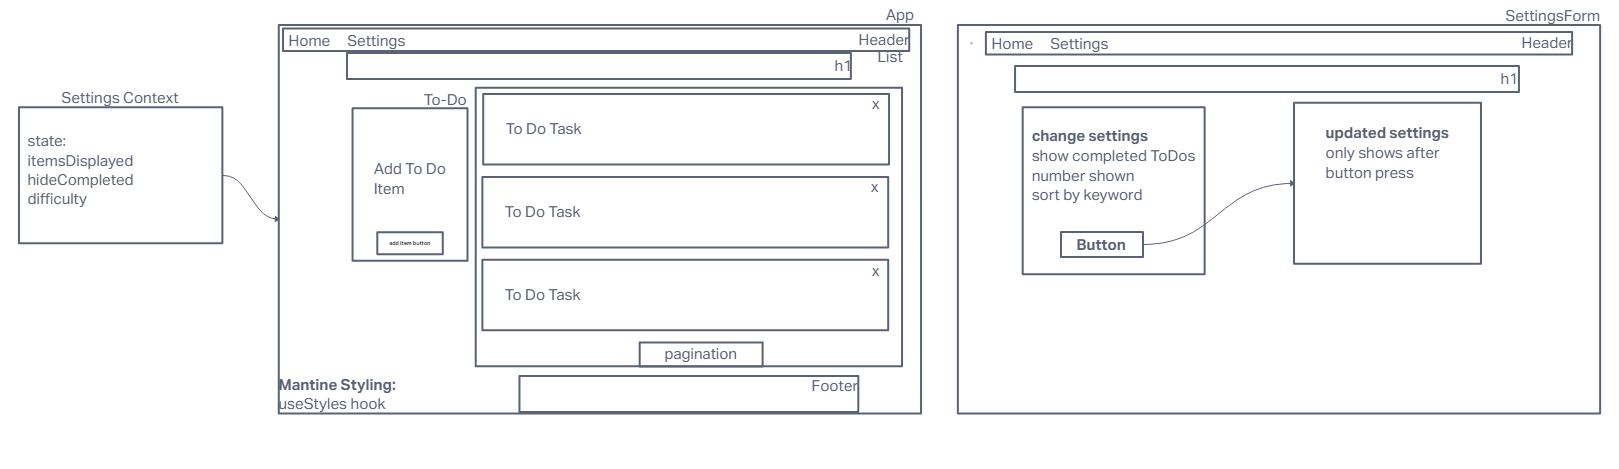 Settings Context
state:
itemsDisplayed
hideCompleted
difficulty
App
Home
Settings
Header
List
h1
To-Do
Add To Do
Item
add item button
x
To Do Task
x
To Do Task
x
To Do Task
pagination
Mantine Styling:
useStyles hook
Footer
SettingsForm
Home
Settings
Header
h1
change settings
show completed ToDos
number shown
sort by keyword
Button
updated settings
only shows after
button press